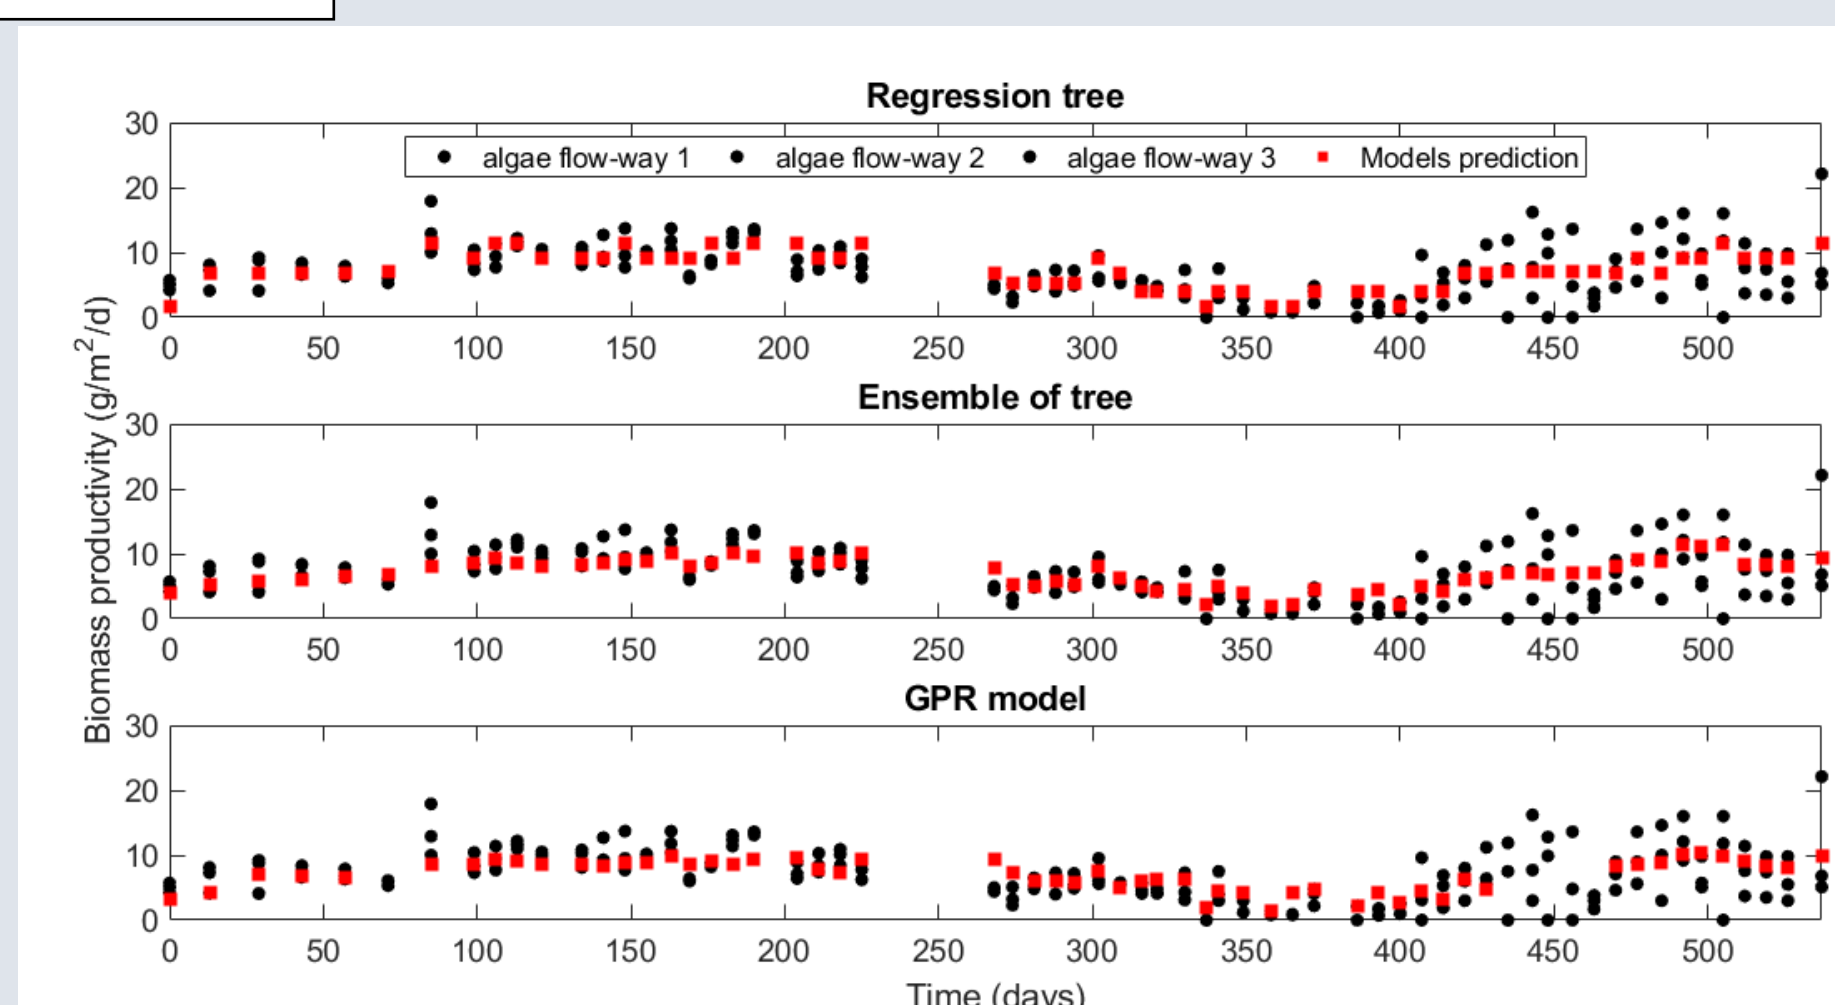 Regression tree
30
algae flow-way 1 algae flow-way 2 algae flow-way 3 Models prediction
20
10
0
0 50 100 150 200 250 300 350 400 450 500
Biomass productivity (g/m²/d)
Ensemble of tree
30
20
10
0
0 50 100 150 200 250 300 350 400 450 500
GPR model
30
20
10
0
0 50 100 150 200 250 300 350 400 450 500
Time (days)